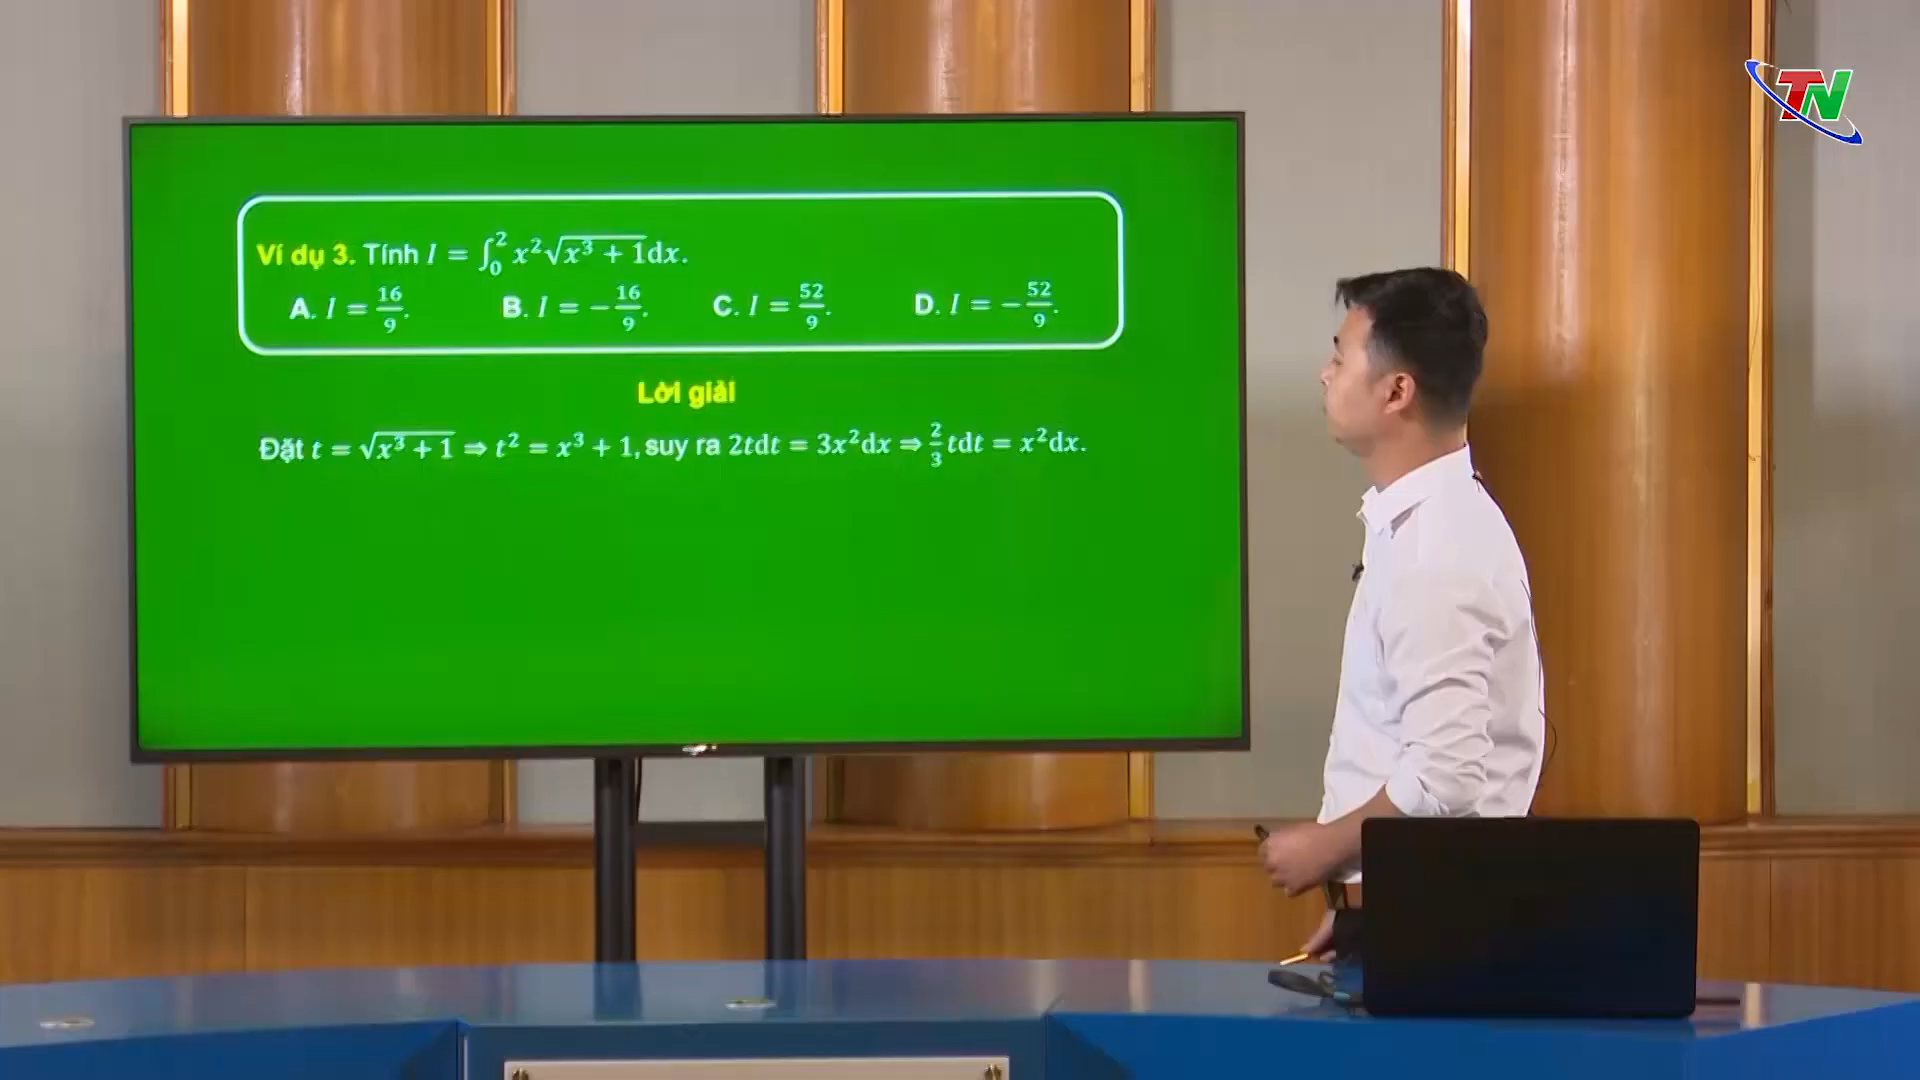 TN
Ví dụ 3. Tính I = ∫₀² x²√(x³ + 1)dx.
A. I = 16/9. B. I = −16/9. C. I = 52/9. D. I = −52/9.
Lời giải
Đặt t = √(x³ + 1) ⇒ t² = x³ + 1, suy ra 2tdt = 3x²dx ⇒ 2/3 tdt = x²dx.